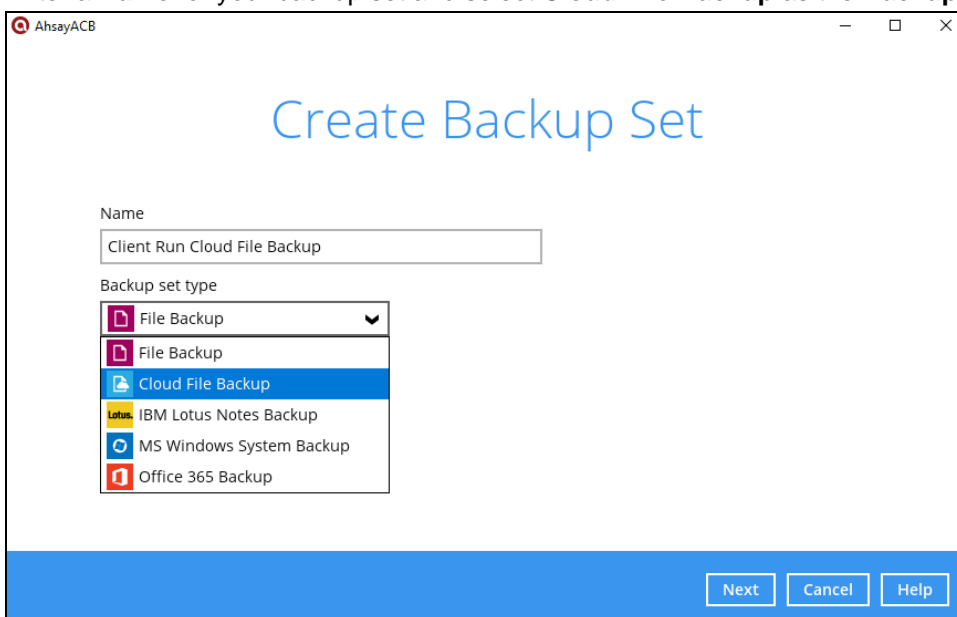 AhsayACB
Create Backup Set
Name
Client Run Cloud File Backup
Backup set type
File Backup
File Backup
Cloud File Backup
Lotus. IBM Lotus Notes Backup
MS Windows System Backup
Office 365 Backup
Next Cancel Help